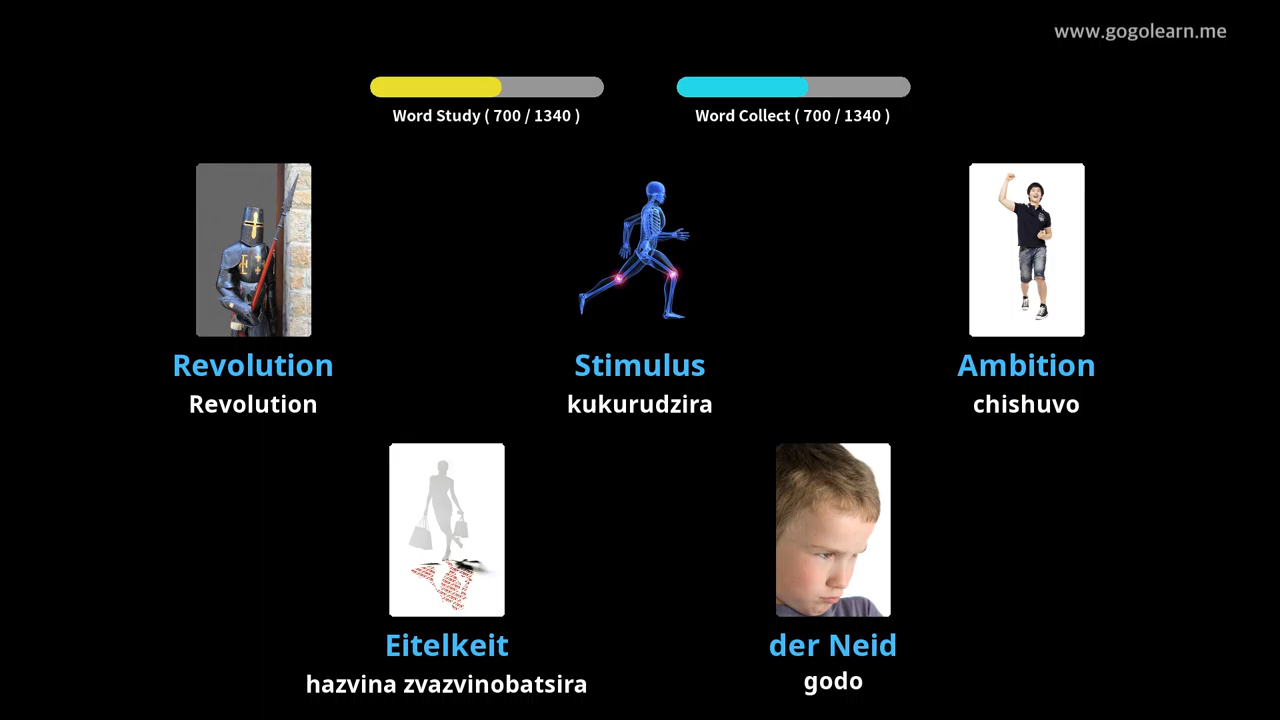 www.gogolearn.me
Word Study ( 700 / 1340 )
Word Collect ( 700 / 1340 )
Revolution
Revolution
Stimulus
kukurudzira
Ambition
chishuvo
Eitelkeit
hazvina zvazvinobatsira
der Neid
godo